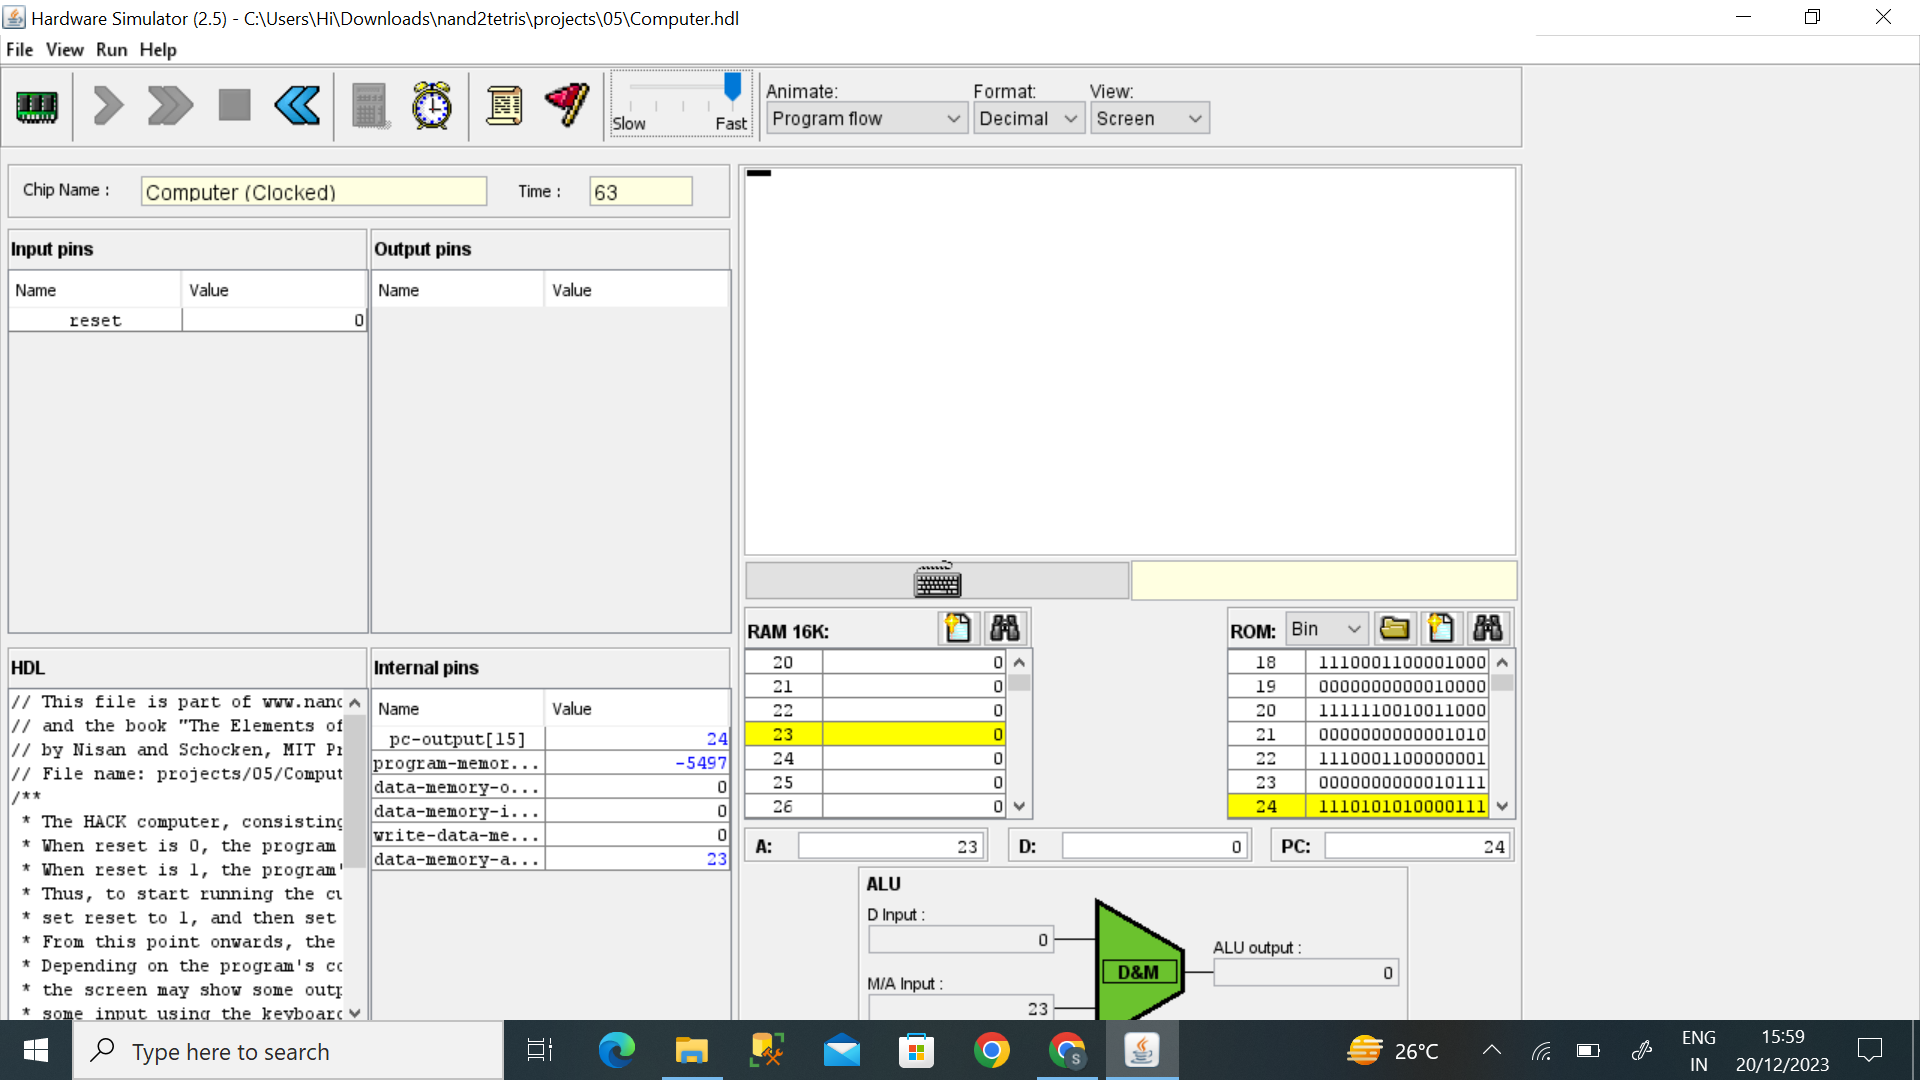 Hardware Simulator (2.5) - C:\Users\Hi\Downloads\nand2tetris\projects\05\Computer.hdl
File View Run Help
Slow Fast
Animate: Format: View:
Program flow Decimal Screen
Chip Name : Computer (Clocked) Time : 63
Input pins
Name Value
reset 0
Output pins
Name Value
RAM 16K:
20 0
21 0
22 0
23 0
24 0
25 0
26 0
ROM: Bin
18 1110001100001000
19 0000000000010000
20 1111110010011000
21 0000000000001010
22 1110001100000001
23 0000000000010111
24 1110101010000111
HDL
// This file is part of www.nanc
// and the book "The Elements of
// by Nisan and Schocken, MIT Pr
// File name: projects/05/Comput
/**
* The HACK computer, consisting
* When reset is 0, the program
* When reset is 1, the program'
* Thus, to start running the cu
* set reset to 1, and then set
* From this point onwards, the
* Depending on the program's co
* the screen may show some outp
* some input using the keyboard
Internal pins
Name Value
pc-output[15] 24
program-memor... -5497
data-memory-o... 0
data-memory-i... 0
write-data-me... 0
data-memory-a... 23
A: 23 D: 0 PC: 24
ALU
D Input :
0
M/A Input :
23
D&M
ALU output :
0
Type here to search
S
26°C
ENG
IN
15:59
20/12/2023